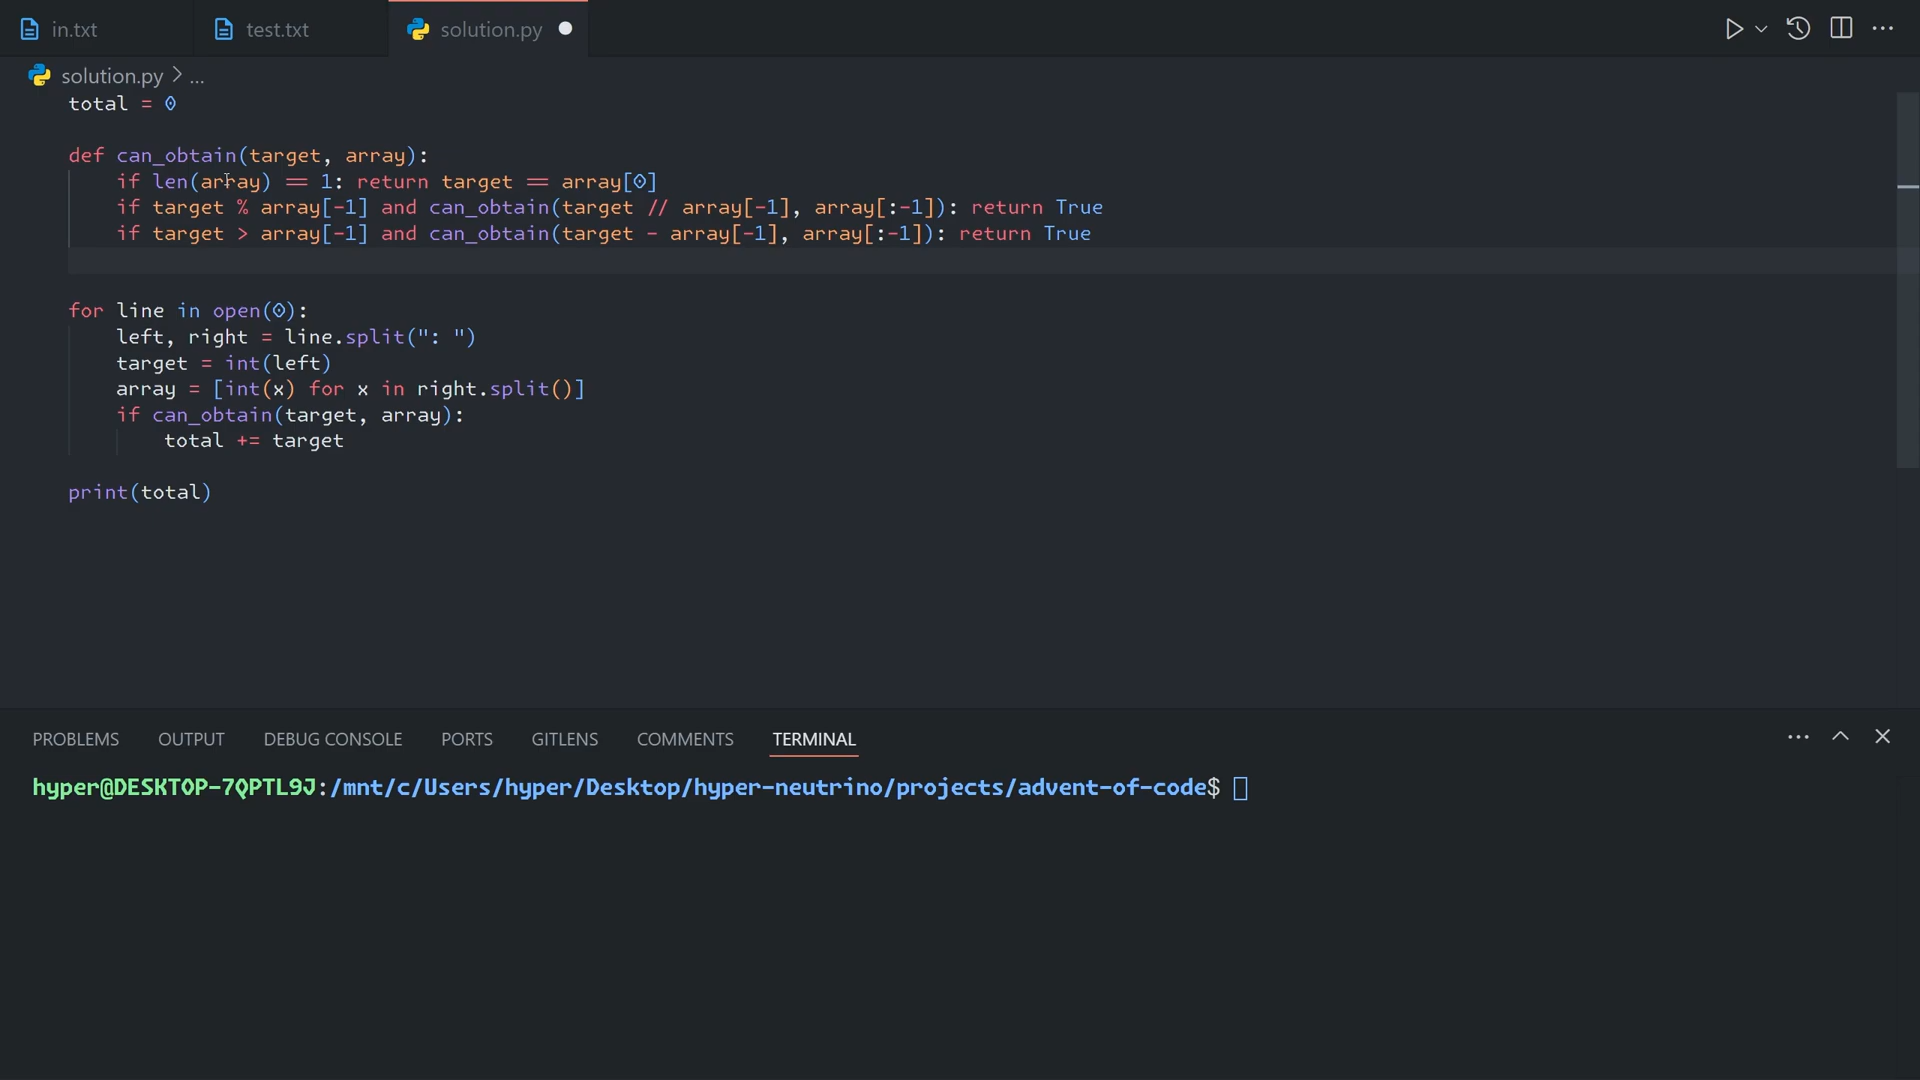 in.txt
test.txt
solution.py
solution.py > ...
total = 0
def can_obtain(target, array):
if len(array) == 1: return target == array[0]
if target % array[-1] and can_obtain(target // array[-1], array[:-1]): return True
if target > array[-1] and can_obtain(target - array[-1], array[:-1]): return True
for line in open(0):
left, right = line.split(": ")
target = int(left)
array = [int(x) for x in right.split()]
if can_obtain(target, array):
total += target
print(total)
PROBLEMS OUTPUT DEBUG CONSOLE PORTS GITLENS COMMENTS TERMINAL
hyper@DESKTOP-7QPTL9J:/mnt/c/Users/hyper/Desktop/hyper-neutrino/projects/advent-of-code$